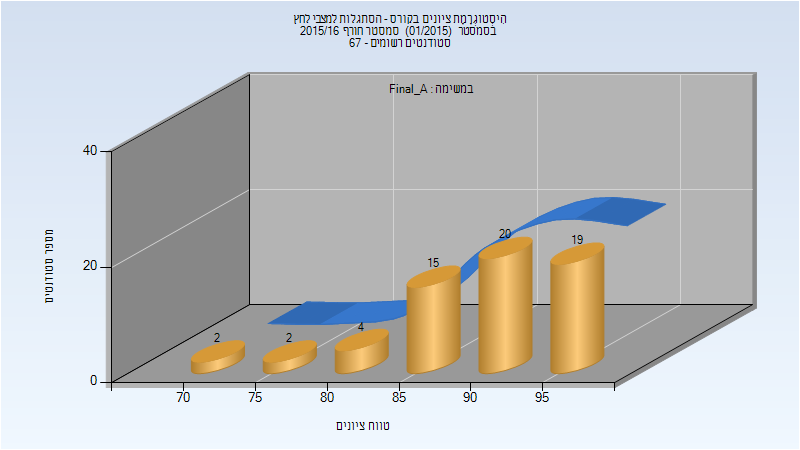 היסטוגרמת ציונים בקורס - הסתגלות למצבי לחץ
בסמסטר (01/2015) סמסטר חורף 2015/16
סטודנטים רשומים - 67
במשימה : Final_A
מספר סטודנטים
40
20
0
2
2
4
15
20
19
70
75
80
85
90
95
טווח ציונים